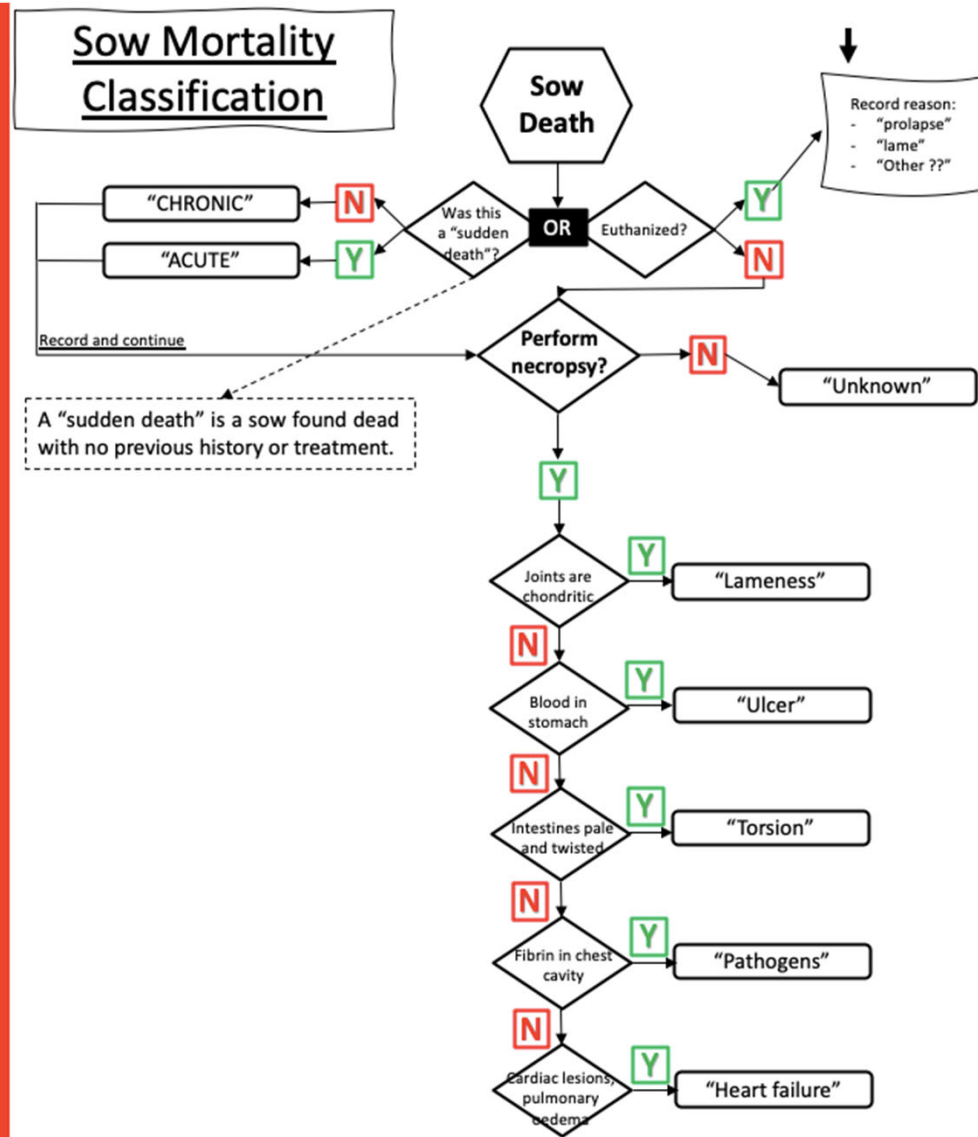 Sow Mortality
Classification
Sow
Death
Record reason:
- “prolapse”
- “lame”
- “Other ??”
“CHRONIC”
N
Was this
a “sudden
death”?
OR
Euthanized?
Y
“ACUTE”
Y
N
Record and continue
Perform
necropsy?
N
“Unknown”
A “sudden death” is a sow found dead
with no previous history or treatment.
Y
Joints are
chondritic
Y
“Lameness”
N
Blood in
stomach
Y
“Ulcer”
N
Intestines pale
and twisted
Y
“Torsion”
N
Fibrin in chest
cavity
Y
“Pathogens”
N
Cardiac lesions,
pulmonary
oedema
Y
“Heart failure”